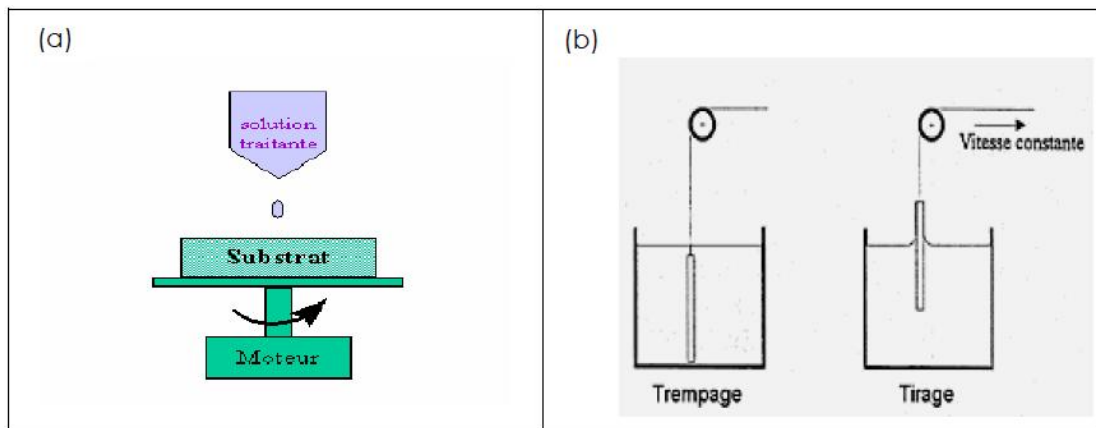 (a)
solution
traitante
Substrat
Moteur
(b)
Vitesse constante
Trempage
Tirage